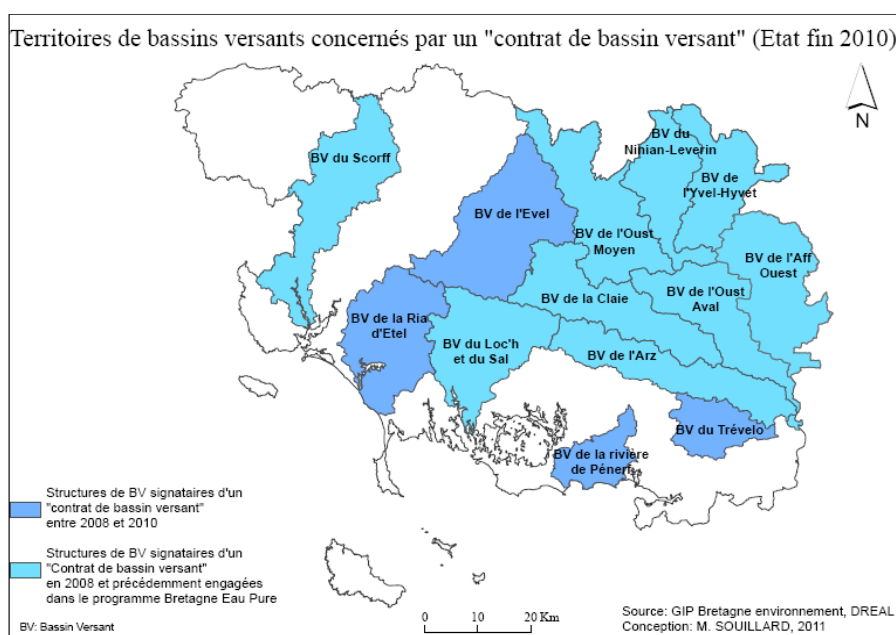 Territoires de bassins versants concernés par un "contrat de bassin versant" (Etat fin 2010)
N
BV du Scorff
BV du
Ninian-Leverin
BV de
l'Yvel-Hyvet
BV de l'Evel
BV de l'Oust
Moyen
BV de l'Aff
Ouest
BV de la Claie
BV de l'Oust
Aval
BV de la Ria
d'Etel
BV du Loc'h
et du Sal
BV de l'Arz
BV du Trévelo
BV de la rivière
de Pénerf
Structures de BV signataires d'un
"contrat de bassin versant"
entre 2008 et 2010
Structures de BV signataires d'un
"Contrat de bassin versant"
en 2008 et précédemment engagées
dans le programme Bretagne Eau Pure
BV: Bassin Versant
0 10 20 Km
Source: GIP Bretagne environnement, DREAL
Conception: M. SOUILLARD, 2011